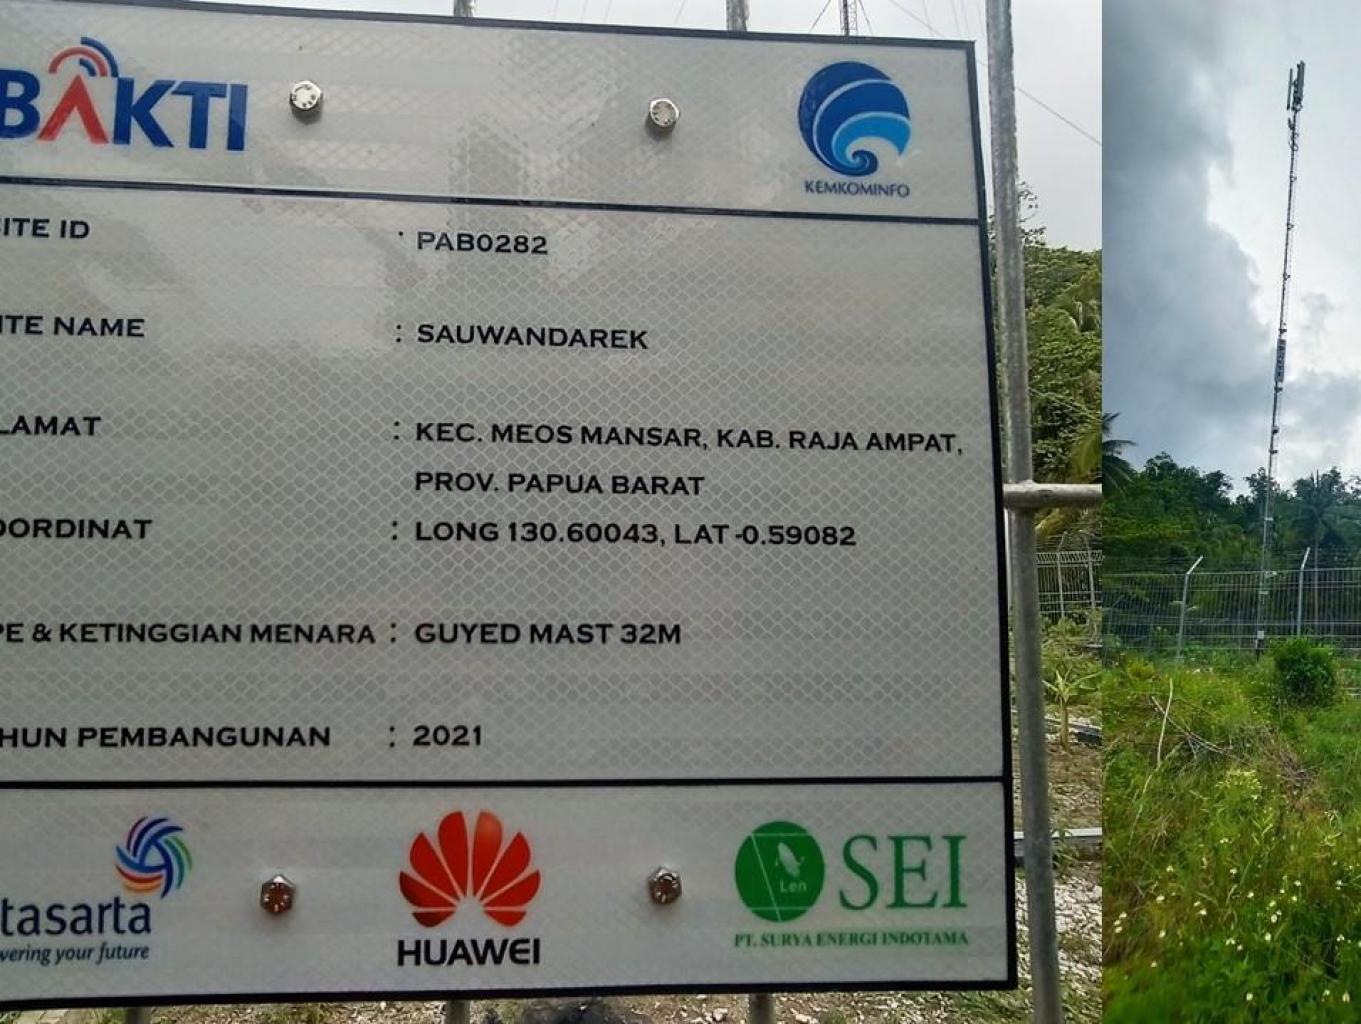 BAKTI
KEMKOMINFO
ITE ID : PAB0282
ITE NAME : SAUWANDAREK
LAMAT : KEC. MEOS MANSAR, KAB. RAJA AMPAT,
PROV. PAPUA BARAT
OORDINAT : LONG 130.60043, LAT -0.59082
PE & KETINGGIAN MENARA : GUYED MAST 32M
HUN PEMBANGUNAN : 2021
tasarta
wering your future
HUAWEI
Len SEI
PT. SURYA ENERGI INDOTAMA